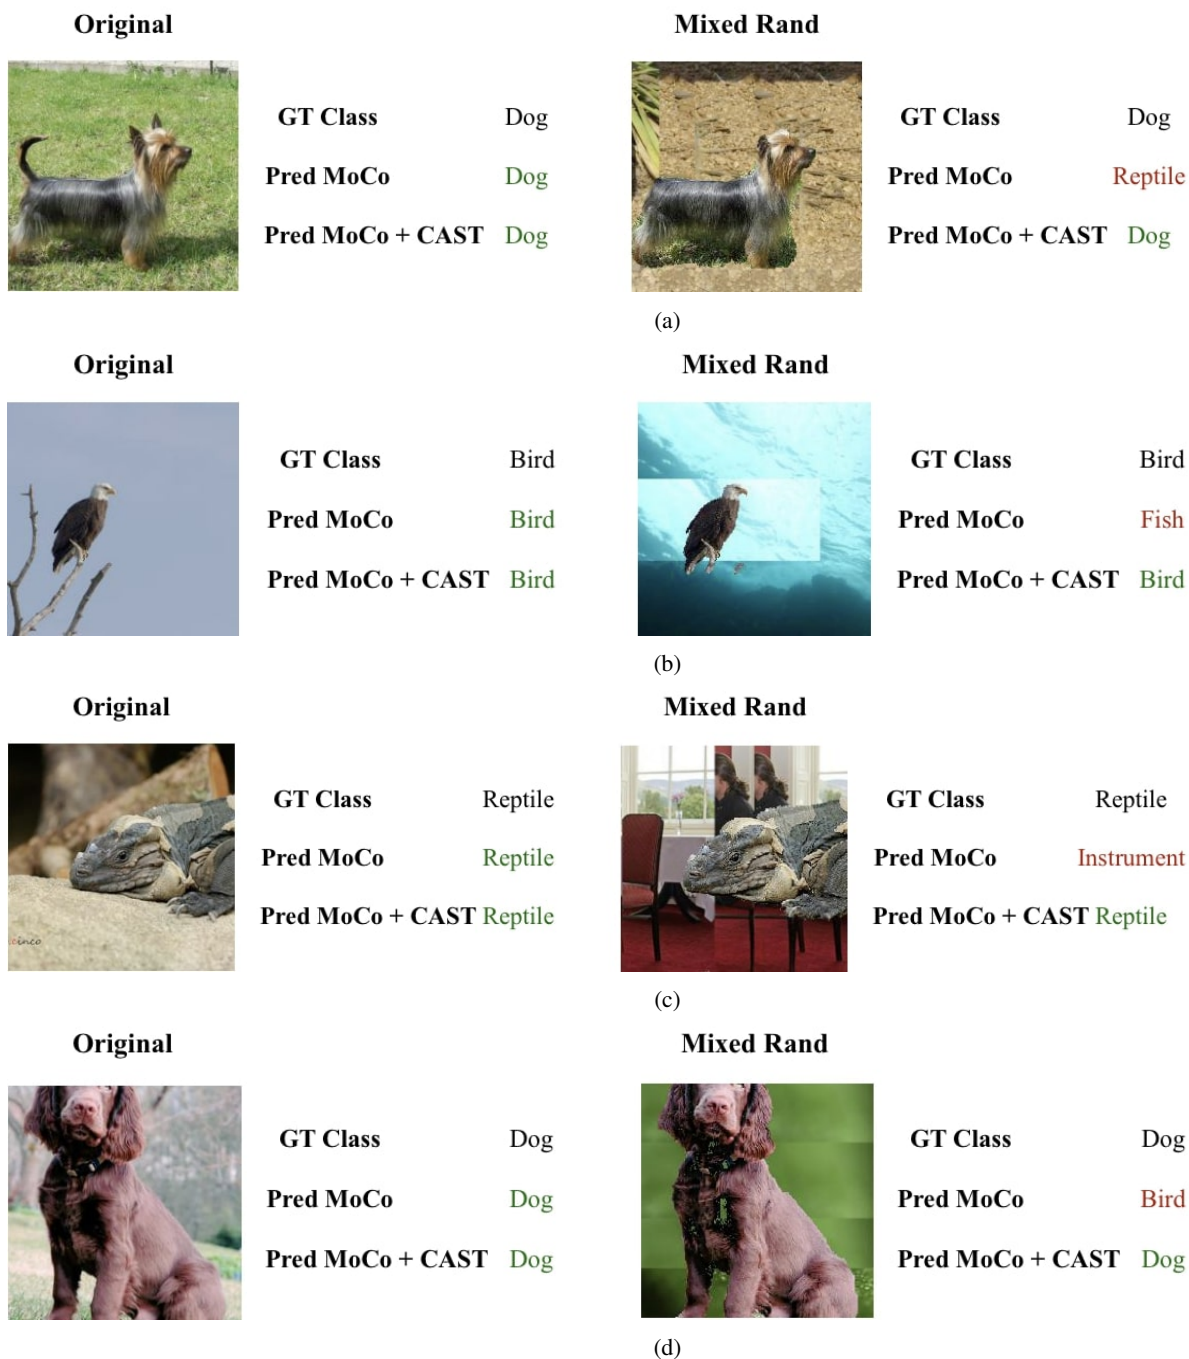 Original Mixed Rand
GT Class Dog GT Class Dog
Pred MoCo Dog Pred MoCo Reptile
Pred MoCo + CAST Dog Pred MoCo + CAST Dog
(a)
Original Mixed Rand
GT Class Bird GT Class Bird
Pred MoCo Bird Pred MoCo Fish
Pred MoCo + CAST Bird Pred MoCo + CAST Bird
(b)
Original Mixed Rand
GT Class Reptile GT Class Reptile
Pred MoCo Reptile Pred MoCo Instrument
Pred MoCo + CAST Reptile Pred MoCo + CAST Reptile
(c)
Original Mixed Rand
GT Class Dog GT Class Dog
Pred MoCo Dog Pred MoCo Bird
Pred MoCo + CAST Dog Pred MoCo + CAST Dog
(d)